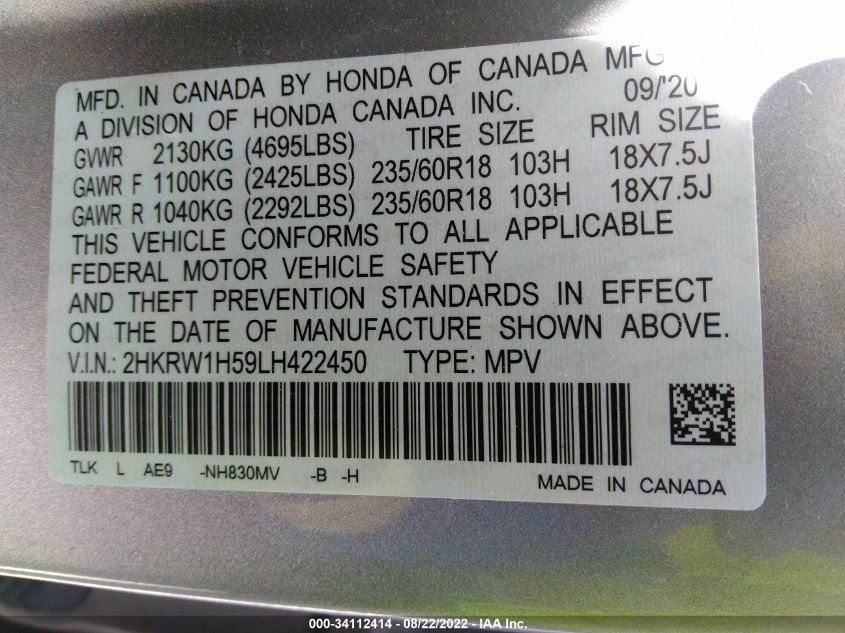 MFD. IN CANADA BY HONDA OF CANADA MFG
A DIVISION OF HONDA CANADA INC. 09/'20
GVWR 2130KG (4695LBS) TIRE SIZE RIM SIZE
GAWR F 1100KG (2425LBS) 235/60R18 103H 18X7.5J
GAWR R 1040KG (2292LBS) 235/60R18 103H 18X7.5J
THIS VEHICLE CONFORMS TO ALL APPLICABLE
FEDERAL MOTOR VEHICLE SAFETY
AND THEFT PREVENTION STANDARDS IN EFFECT
ON THE DATE OF MANUFACTURE SHOWN ABOVE.
V.I.N.: 2HKRW1H59LH422450 TYPE: MPV
TLK L AE9 -NH830MV -B -H
MADE IN CANADA
000-34112414 - 08/22/2022 - IAA Inc.